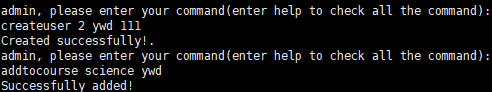 admin, please enter your command(enter help to check all the command):
createuser 2 ywd 111
Created successfully!.
admin, please enter your command(enter help to check all the command):
addtocourse science ywd
Successfully added!